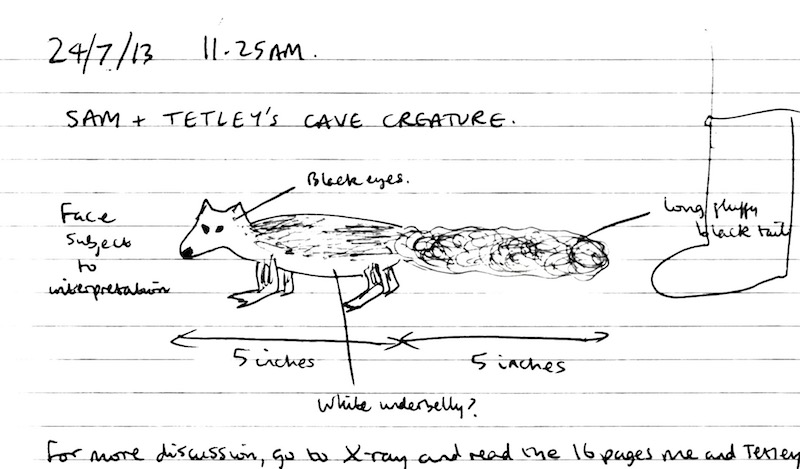 24/7/13 11.25AM.
SAM + TETLEY'S CAVE CREATURE.
Black eyes.
Face
subject
to
interpretation
long fluffy
black tail
5 inches
5 inches
White underbelly?
For more discussion, go to X-ray and read the 16 pages me and Tetley